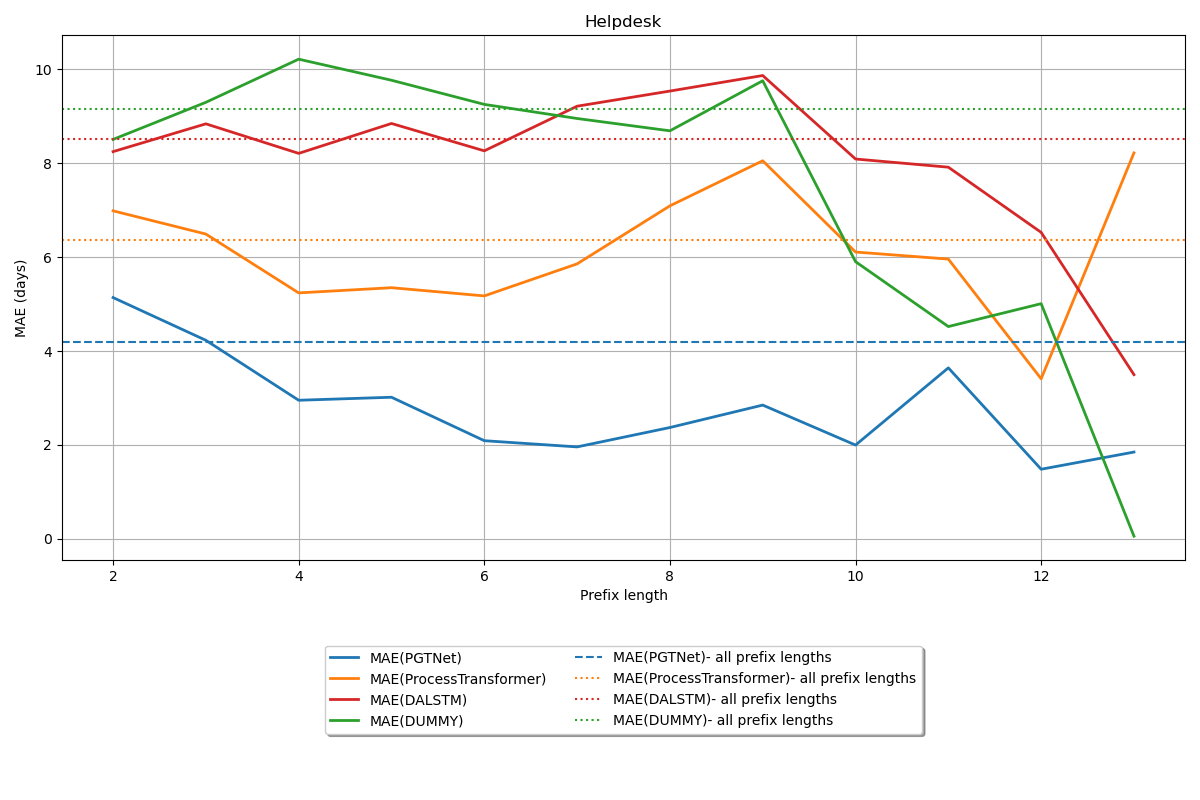 Helpdesk
10
8
6
4
2
0
MAE (days)
2 4 6 8 10 12
Prefix length
MAE(PGTNet)
MAE(ProcessTransformer)
MAE(DALSTM)
MAE(DUMMY)
MAE(PGTNet)- all prefix lengths
MAE(ProcessTransformer)- all prefix lengths
MAE(DALSTM)- all prefix lengths
MAE(DUMMY)- all prefix lengths